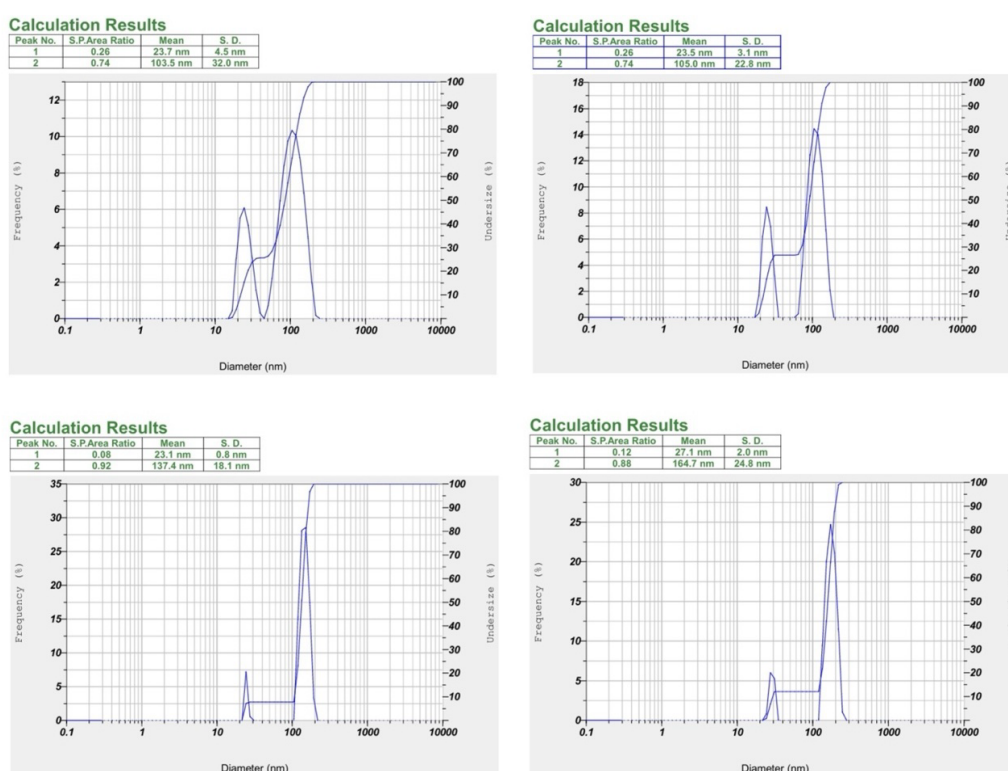 Calculation Results
Peak No. S.P.Area Ratio Mean S. D.
1 0.26 23.7 nm 4.5 nm
2 0.74 103.5 nm 32.0 nm
12
10
8
6
4
2
0
Frequency (%)
100
90
80
70
60
50
40
30
20
10
Undersize (%)
0.1 1 10 100 1000 10000
Diameter (nm)
Calculation Results
Peak No. S.P.Area Ratio Mean S. D.
1 0.26 23.5 nm 3.1 nm
2 0.74 105.0 nm 22.8 nm
18
16
14
12
10
8
6
4
2
0
Frequency (%)
100
90
80
70
60
50
40
30
20
10
0.1 1 10 100 1000 10000
Diameter (nm)
Calculation Results
Peak No. S.P.Area Ratio Mean S. D.
1 0.08 23.1 nm 0.8 nm
2 0.92 137.4 nm 18.1 nm
35
30
25
20
15
10
5
0
Frequency (%)
100
90
80
70
60
50
40
30
20
10
Undersize (%)
0.1 1 10 100 1000 10000
Diameter (nm)
Calculation Results
Peak No. S.P.Area Ratio Mean S. D.
1 0.12 27.1 nm 2.0 nm
2 0.88 164.7 nm 24.8 nm
30
25
20
15
10
5
0
Frequency (%)
100
90
80
70
60
50
40
30
20
10
0.1 1 10 100 1000 10000
Diameter (nm)